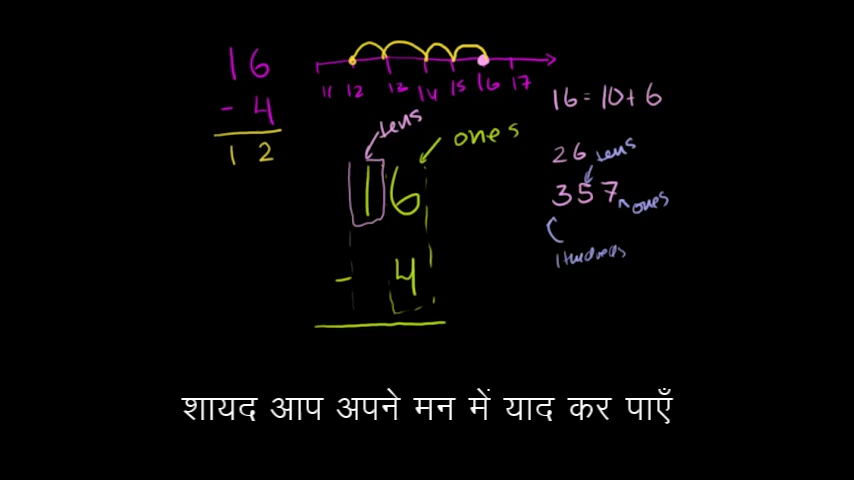 16
- 4
12
11 12 13 14 15 16 17
tens
ones
16
- 4
16 = 10 + 6
26
tens
357
ones
Hundreds
शायद आप अपने मन में याद कर पाएँ